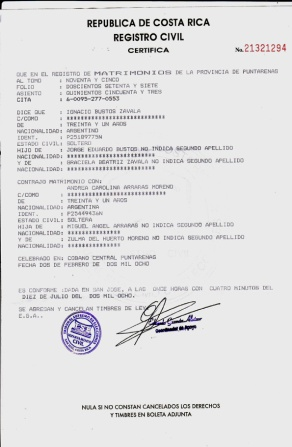 REPUBLICA DE COSTA RICA
REGISTRO CIVIL
CERTIFICA
No. 21321294
QUE EN EL REGISTRO DE MATRIMONIOS DE LA PROVINCIA DE PUNTARENAS
AL TOMO : NOVENTA Y CINCO
FOLIO : DOSCIENTOS SETENTA Y SIETE
ASIENTO : QUINIENTOS CINCUENTA Y TRES
CITA : 6-0095-277-0553
DICE QUE : IGNACIO BUSTOS ZAVALA
C/COMO :
DE : TREINTA Y UN AÑOS
NACIONALIDAD: ARGENTINO
IDENT. :
ESTADO CIVIL: SOLTERO
HIJO DE : JORGE EDUARDO BUSTOS NO INDICA SEGUNDO APELLIDO
NACIONALIDAD:
Y DE : GRACIELA BEATRIZ ZAVALA NO INDICA SEGUNDO APELLIDO
NACIONALIDAD:
CONTRAJO MATRIMONIO CON:
ANDREA CAROLINA ARRARAS MORENO
C/COMO :
DE : TREINTA Y UN AÑOS
NACIONALIDAD: ARGENTINA
IDENT. :
ESTADO CIVIL: SOLTERA
HIJA DE : MIGUEL ANGEL ARRARAS NO INDICA SEGUNDO APELLIDO
NACIONALIDAD:
Y DE : ZULMA DEL HUERTO MORENO NO INDICA SEGUNDO APELLIDO
NACIONALIDAD:
CELEBRADO EN: COBANO CENTRAL PUNTARENAS
FECHA DOS DE FEBRERO DE DOS MIL OCHO
ES CONFORME :DADA EN SAN JOSE, A LAS ONCE HORAS CON CUATRO MINUTOS DEL
DIEZ DE JULIO DEL DOS MIL OCHO.
SE AGREGAN Y CANCELAN TIMBRES DE LEY
NULA SI NO CONSTAN CANCELADOS LOS DERECHOS
Y TIMBRES EN BOLETA ADJUNTA